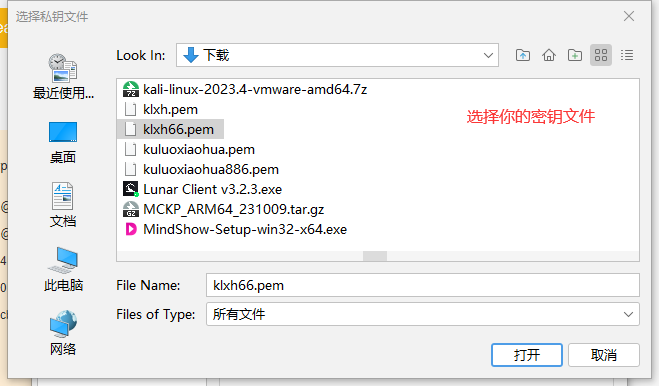 选择私钥文件
Look In:
下载
最近使用...
桌面
文档
此电脑
网络
kali-linux-2023.4-vmware-amd64.7z
klxh.pem
klxh66.pem
kuluoxiaohua.pem
kuluoxiaohua886.pem
Lunar Client v3.2.3.exe
MCKP_ARM64_231009.tar.gz
MindShow-Setup-win32-x64.exe
选择你的密钥文件
File Name:
klxh66.pem
Files of Type:
所有文件
打开
取消